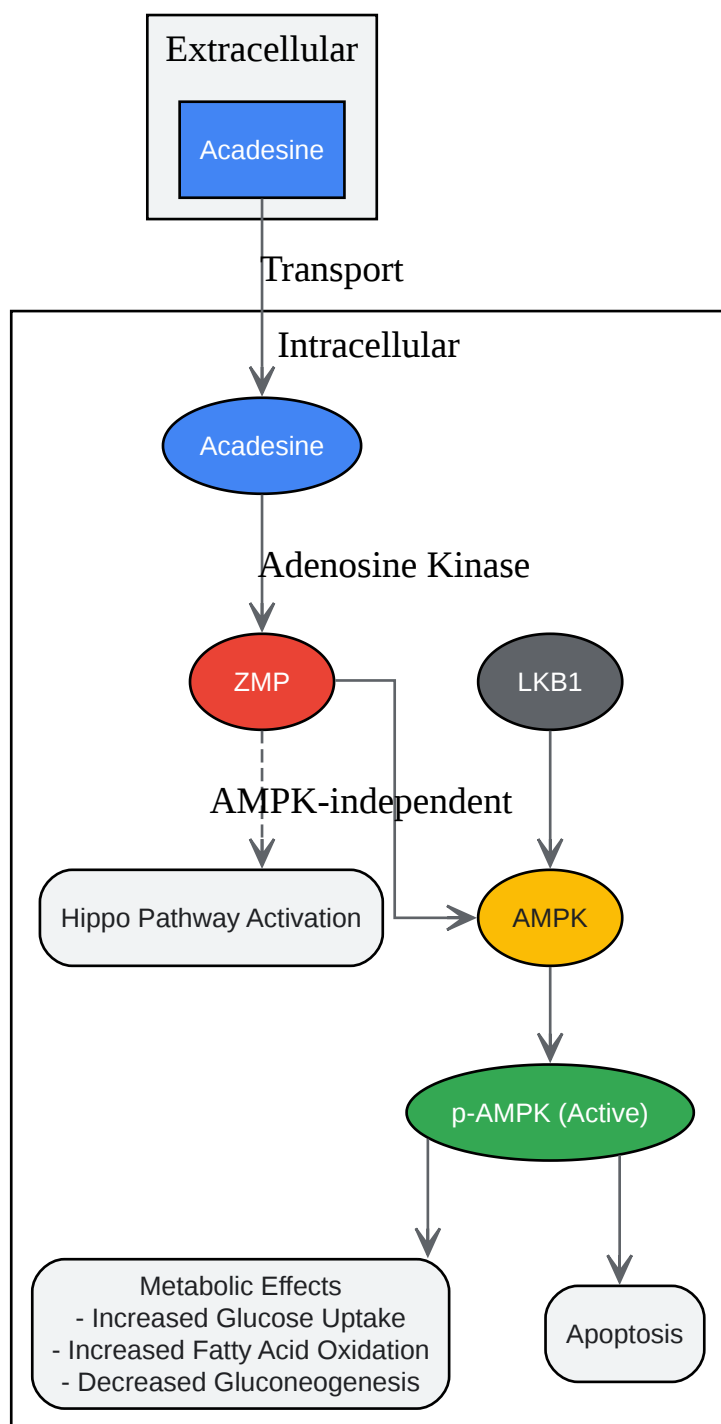 Extracellular
Acadesine
Transport
Intracellular
Acadesine
Adenosine Kinase
ZMP
LKB1
AMPK-independent
Hippo Pathway Activation
AMPK
p-AMPK (Active)
Metabolic Effects
- Increased Glucose Uptake
- Increased Fatty Acid Oxidation
- Decreased Gluconeogenesis
Apoptosis